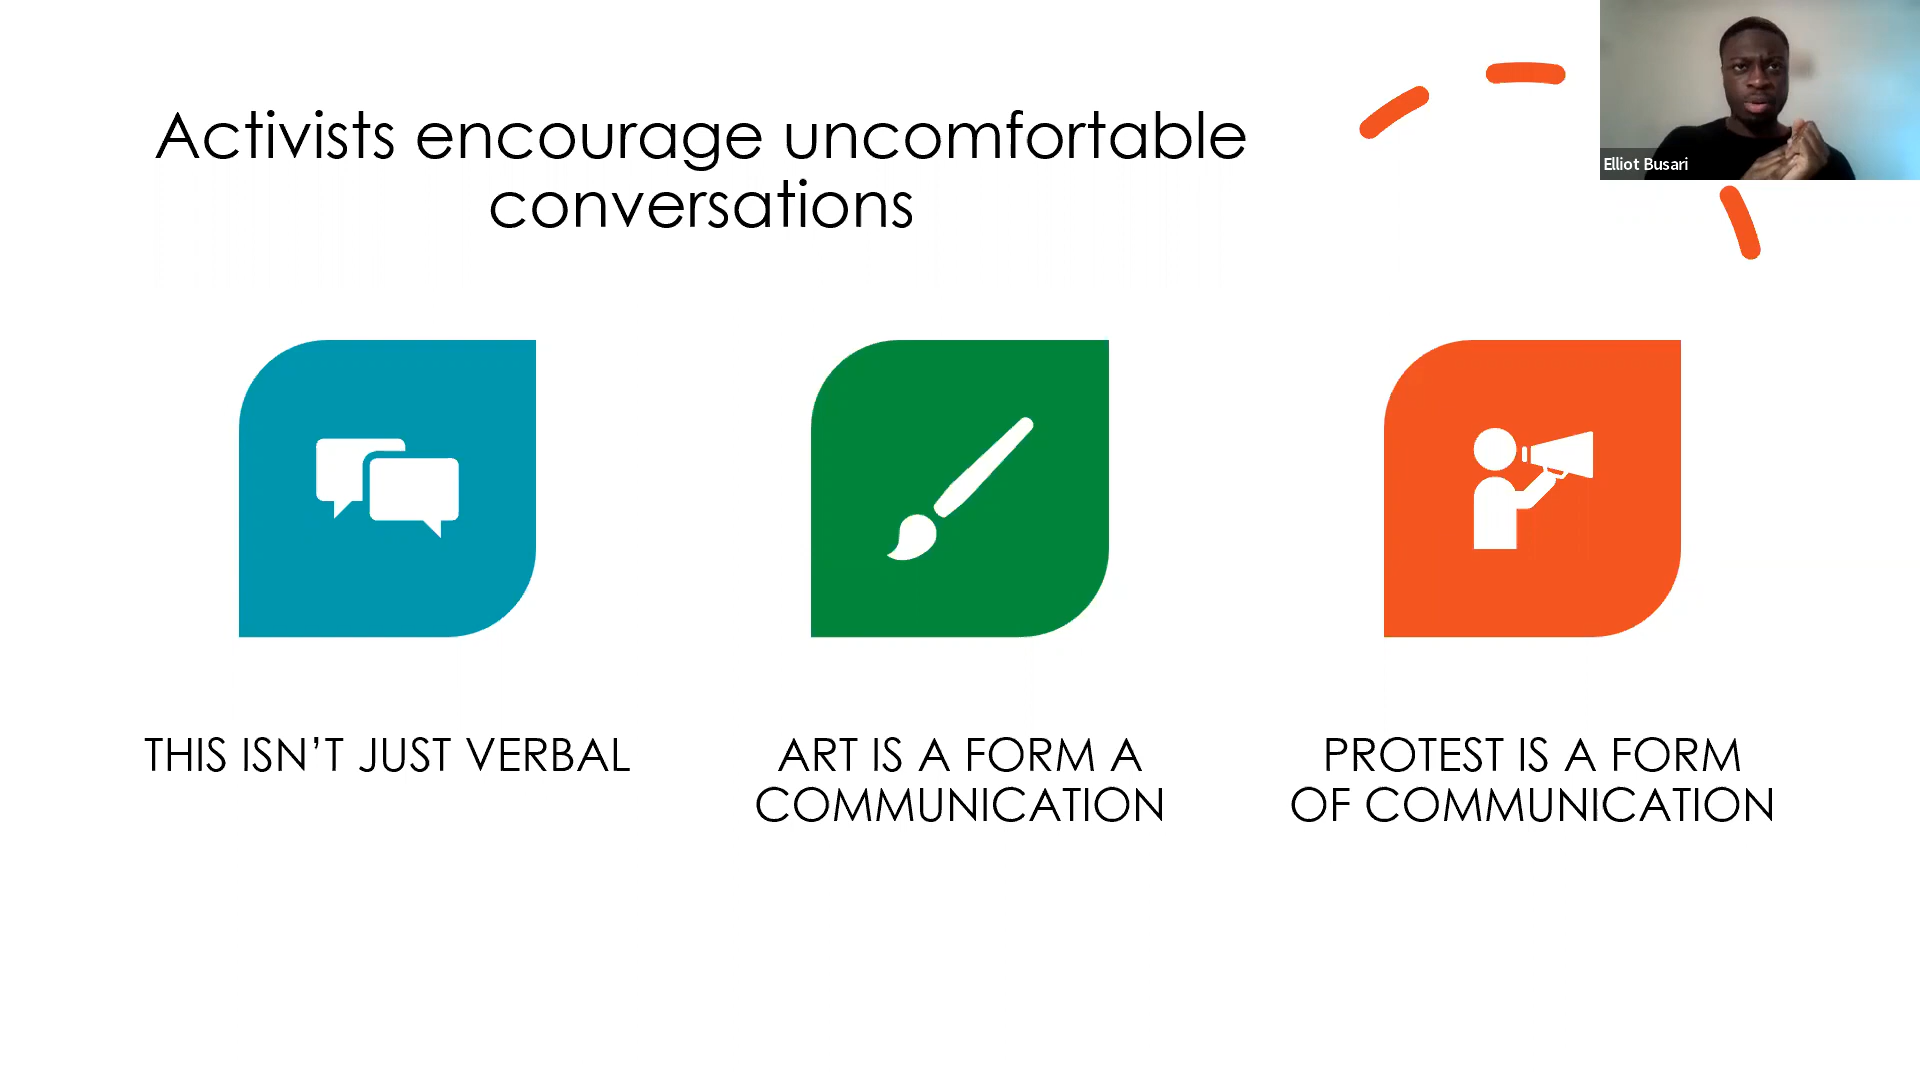 Activists encourage uncomfortable
conversations
Elliot Busari
THIS ISN’T JUST VERBAL
ART IS A FORM A
COMMUNICATION
PROTEST IS A FORM
OF COMMUNICATION